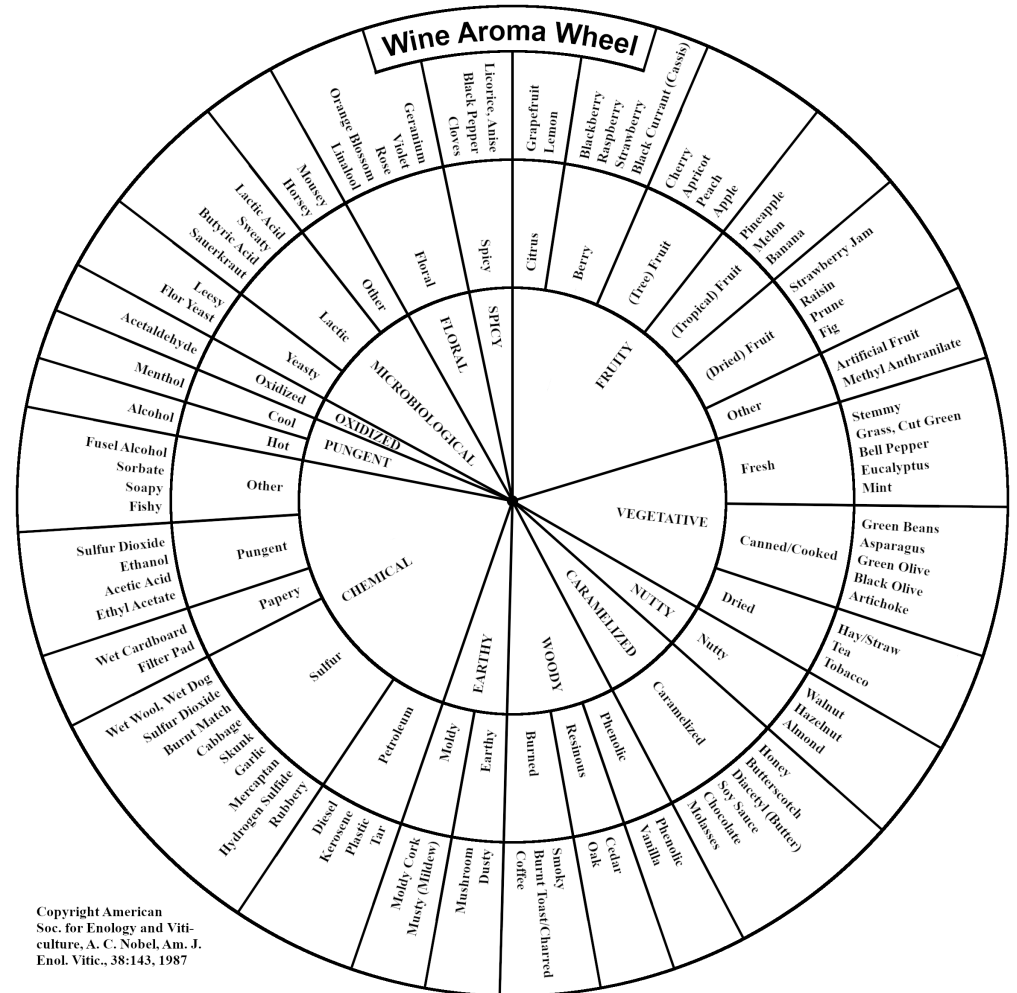 Wine Aroma Wheel
FRUITY
Citrus
Grapefruit
Lemon
Berry
Blackberry
Raspberry
Strawberry
Black Currant (Cassis)
(Tree) Fruit
Cherry
Apricot
Peach
Apple
(Tropical) Fruit
Pineapple
Melon
Banana
(Dried) Fruit
Strawberry Jam
Raisin
Prune
Fig
Other
Artificial Fruit
Methyl Anthranilate
VEGETATIVE
Fresh
Stemmy
Grass, Cut Green
Bell Pepper
Eucalyptus
Mint
Canned/Cooked
Green Beans
Asparagus
Green Olive
Black Olive
Artichoke
Dried
Hay/Straw
Tea
Tobacco
NUTTY
Nutty
Walnut
Hazelnut
Almond
CARAMELIZED
Caramelized
Honey
Butterscotch
Diacetyl (Butter)
Soy Sauce
Chocolate
Molasses
WOODY
Phenolic
Phenolic
Vanilla
Resinous
Cedar
Oak
Burned
Smoky
Burnt Toast/Charred
Coffee
EARTHY
Earthy
Dusty
Mushroom
Moldy
Musty (Mildew)
Moldy Cork
CHEMICAL
Petroleum
Tar
Plastic
Kerosene
Diesel
Sulfur
Rubbery
Hydrogen Sulfide
Mercaptan
Garlic
Skunk
Cabbage
Burnt Match
Sulfur Dioxide
Wet Wool, Wet Dog
Papery
Filter Pad
Wet Cardboard
Pungent
Ethyl Acetate
Acetic Acid
Ethanol
Sulfur Dioxide
Other
Fishy
Soapy
Sorbate
Fusel Alcohol
PUNGENT
Hot
Alcohol
Cool
Menthol
OXIDIZED
Oxidized
Acetaldehyde
MICROBIOLOGICAL
Yeasty
Flor Yeast
Leesy
Lactic
Sauerkraut
Butyric Acid
Sweaty
Lactic Acid
Other
Horsey
Mousey
FLORAL
Floral
Linalool
Orange Blossom
Rose
Violet
Geranium
SPICY
Spicy
Cloves
Black Pepper
Licorice, Anise
Copyright American
Soc. for Enology and Viti-
culture, A. C. Nobel, Am. J.
Enol. Vitic., 38:143, 1987